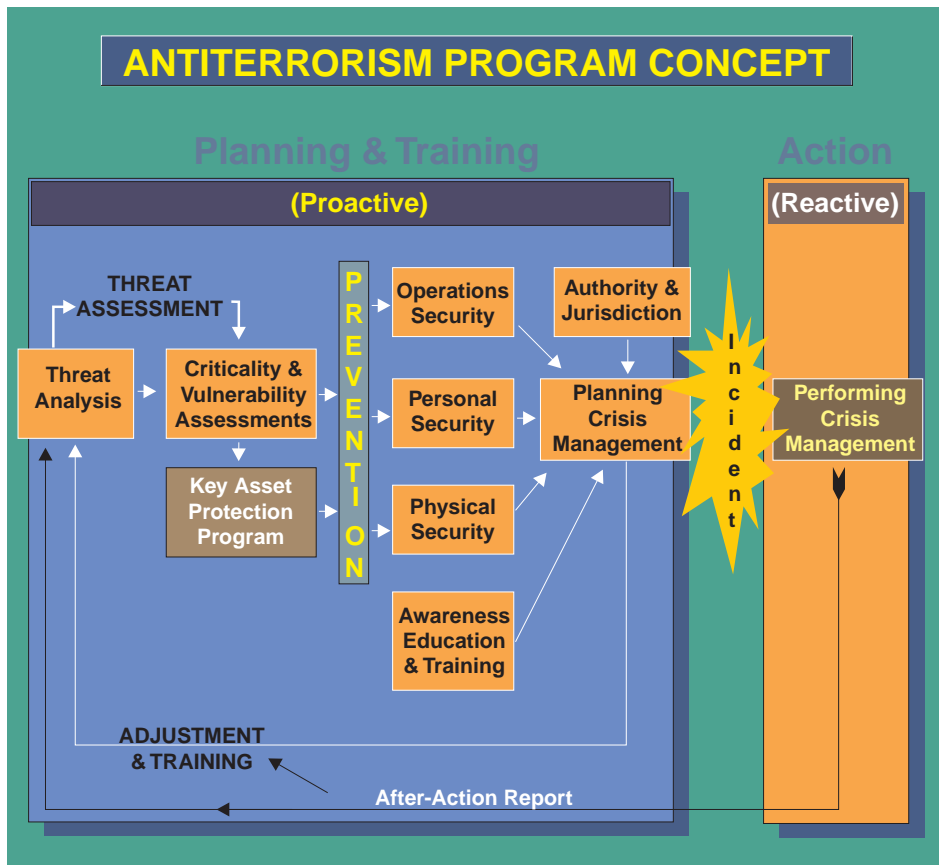 ANTITERRORISM PROGRAM CONCEPT
Planning & Training
Action
(Proactive)
(Reactive)
THREAT
ASSESSMENT
Threat
Analysis
Criticality &
Vulnerability
Assessments
Key Asset
Protection
Program
PREVENTION
Operations
Security
Personal
Security
Physical
Security
Awareness
Education
& Training
Authority &
Jurisdiction
Planning
Crisis
Management
Incident
Performing
Crisis
Management
ADJUSTMENT
& TRAINING
After-Action Report